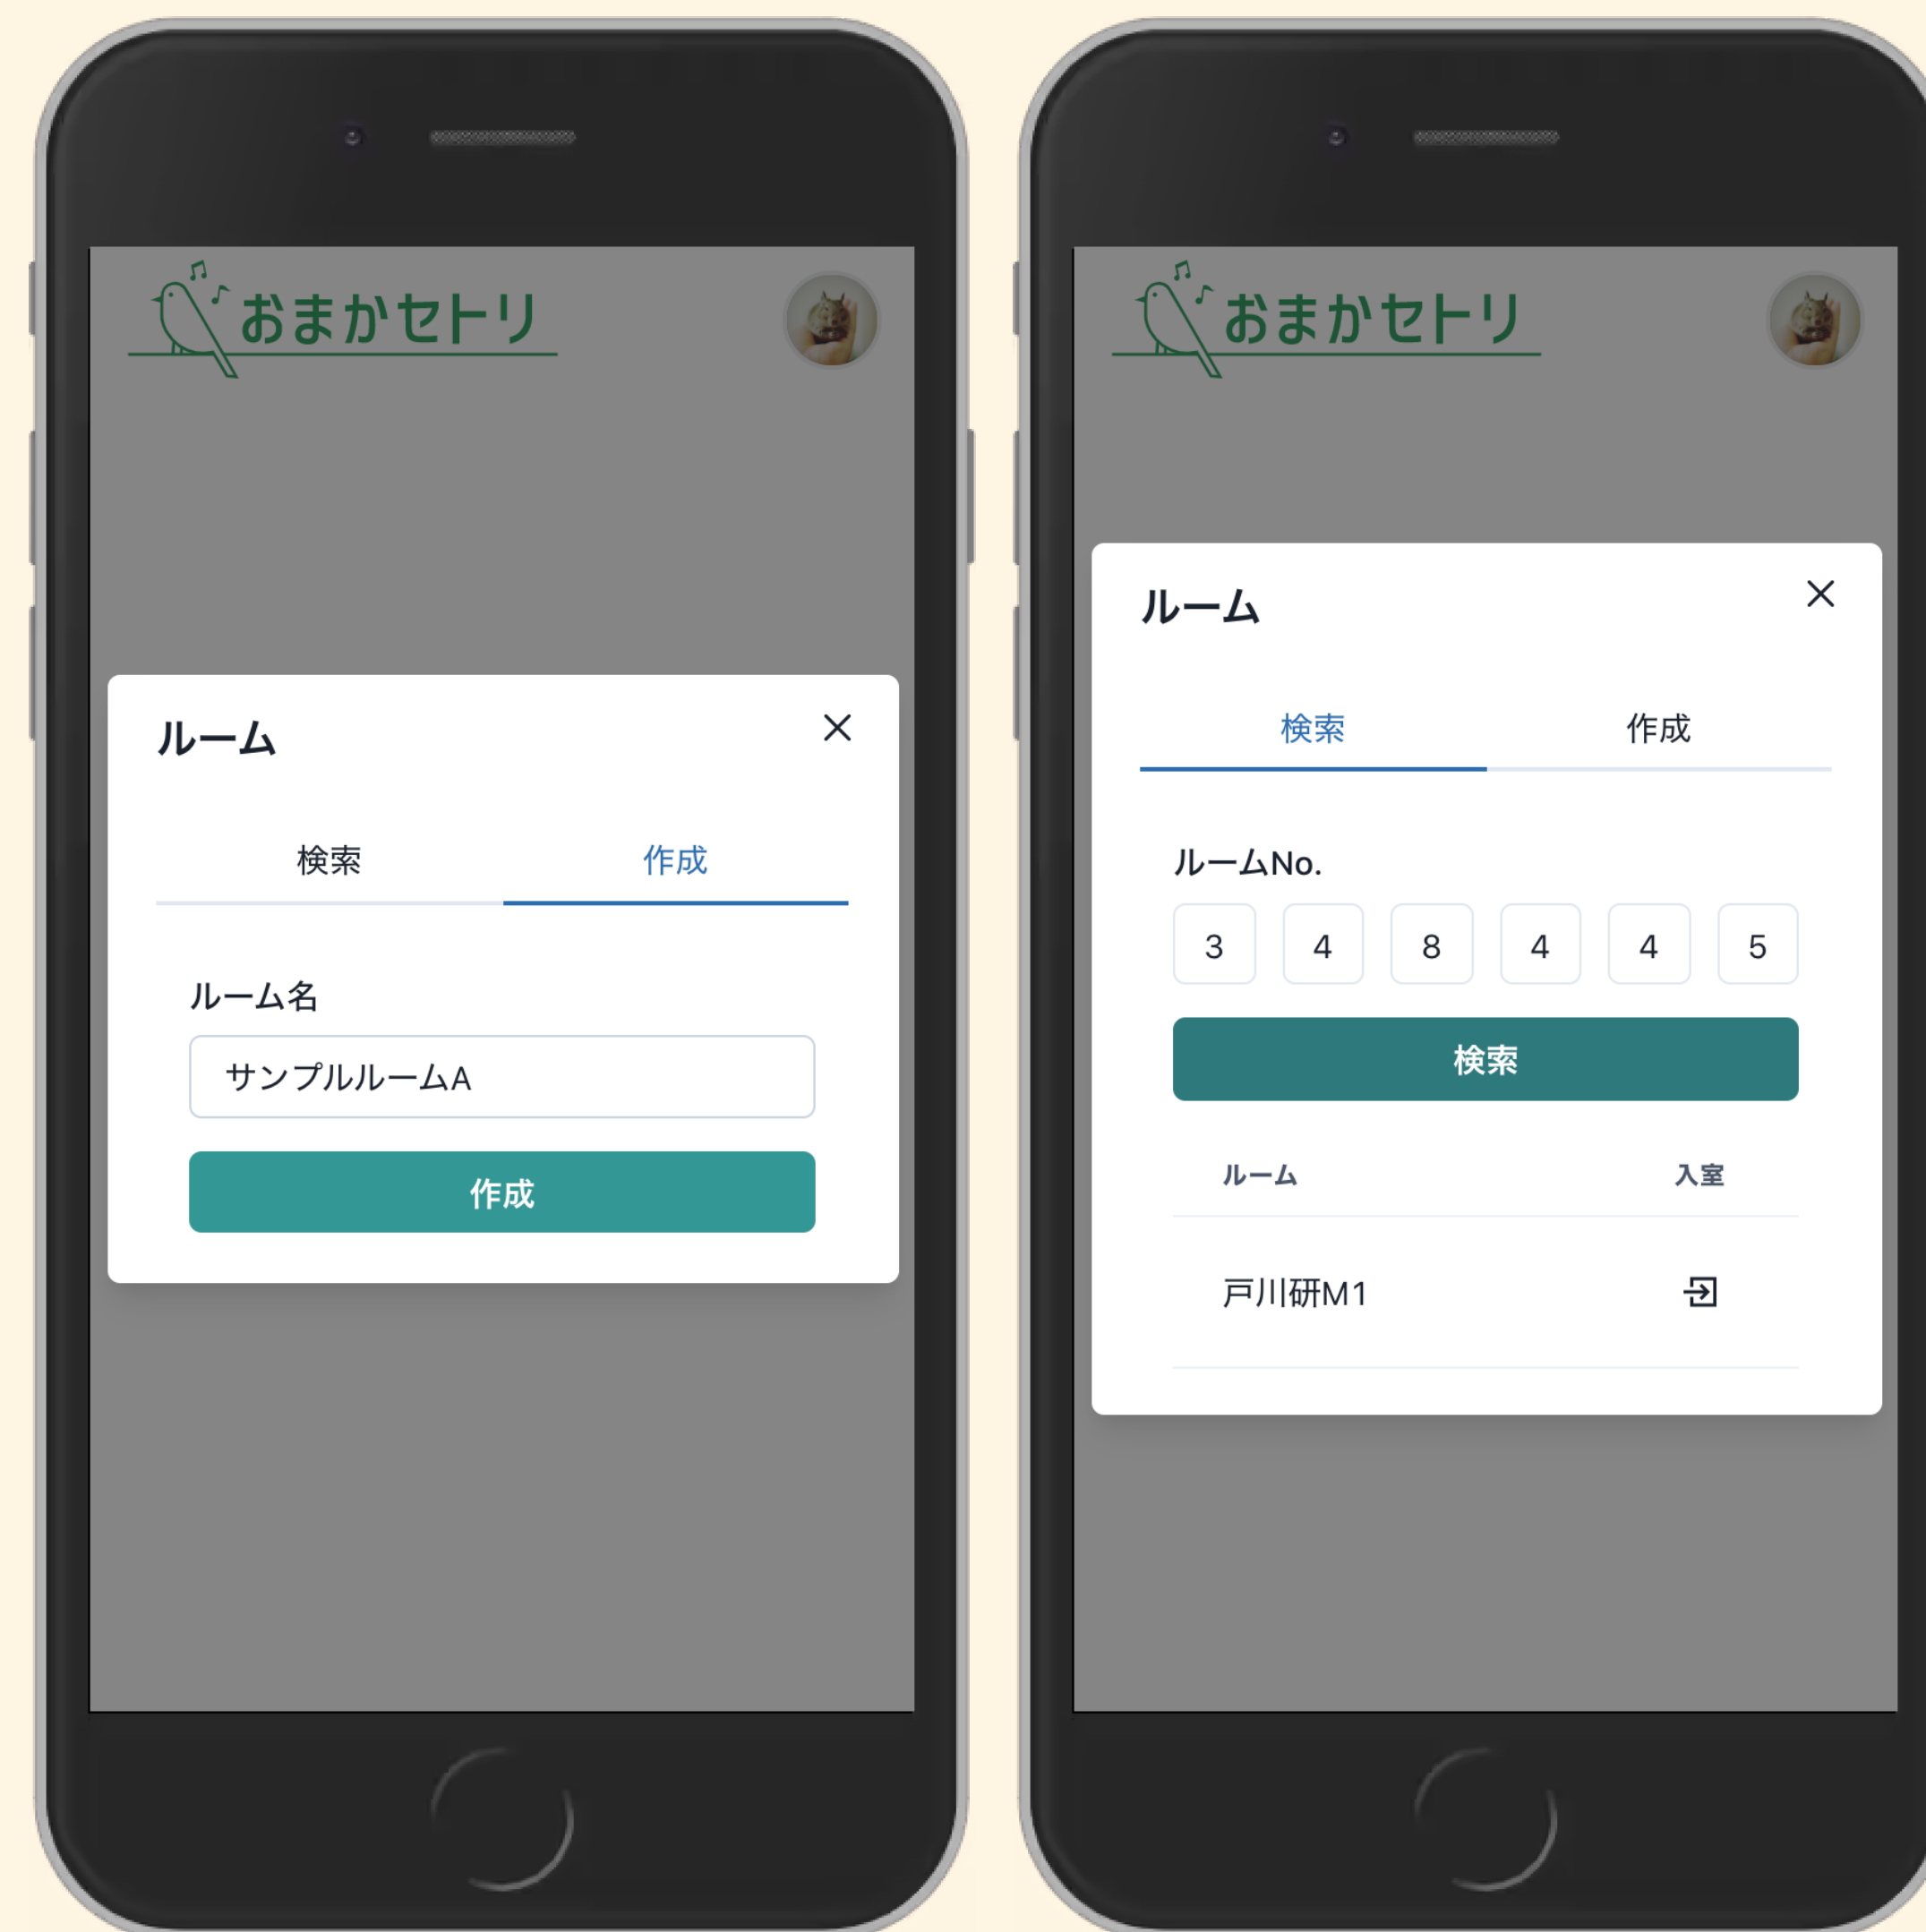 おまかセトリ
ルーム
検索 作成
ルーム名
サンプルルームA
作成
おまかセトリ
ルーム
検索 作成
ルームNo.
3 4 8 4 4 5
検索
ルーム 入室
戸川研M1